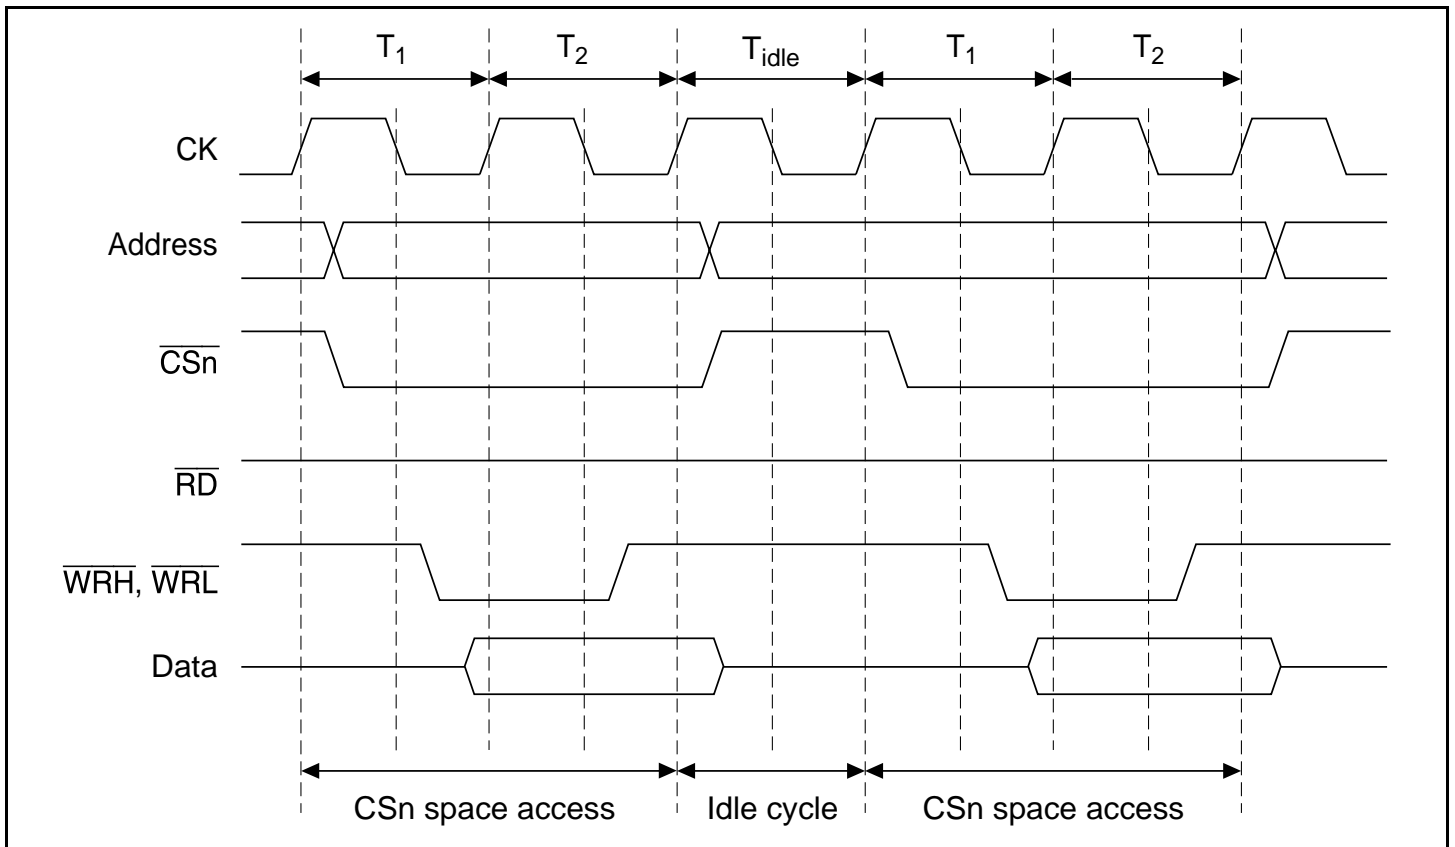 T1 T2 Tidle T1 T2
CK
Address
CSn
RD
WRH, WRL
Data
CSn space access Idle cycle CSn space access